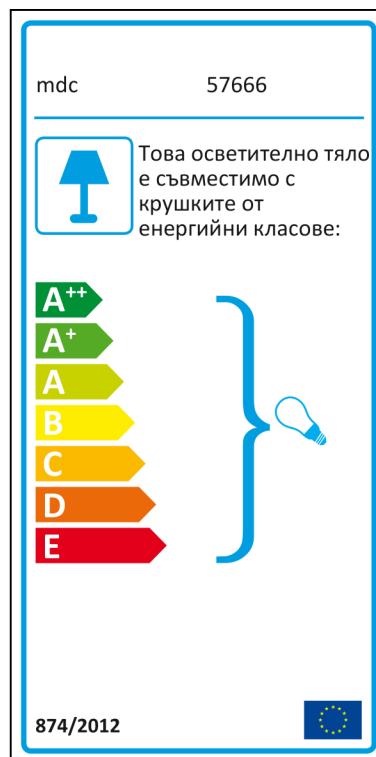 mdc 57666
Това осветително тяло
е съвместимо с
крушките от
енергийни класове:
A++
A+
A
B
C
D
E
874/2012